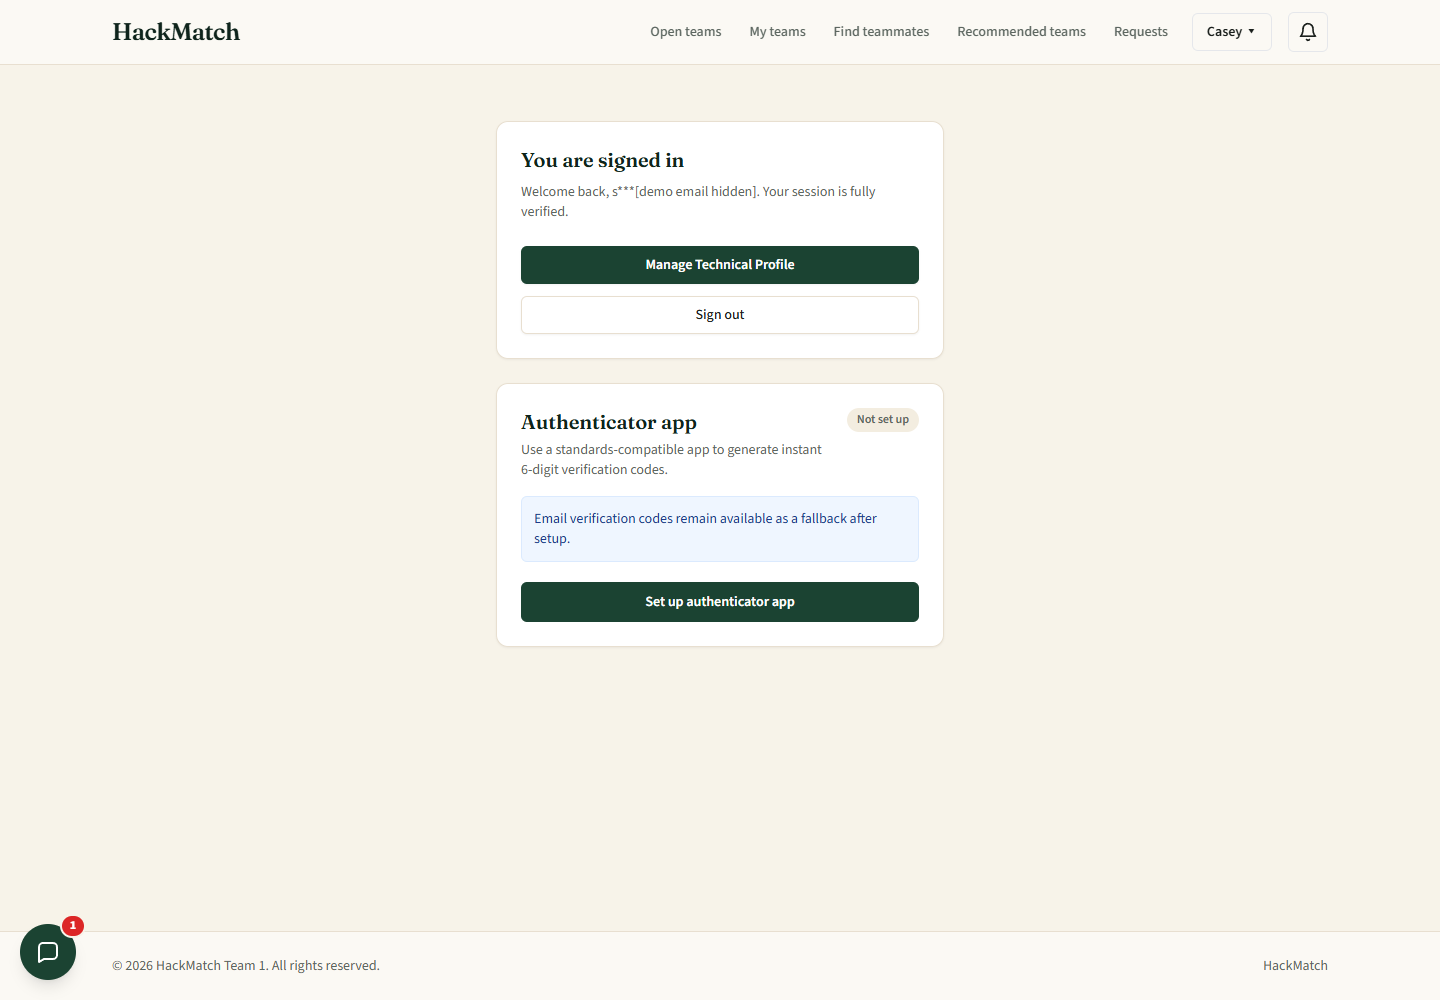 HackMatch
Open teams
My teams
Find teammates
Recommended teams
Requests
Casey
You are signed in
Welcome back, s***[demo email hidden]. Your session is fully
verified.
Manage Technical Profile
Sign out
Authenticator app
Not set up
Use a standards-compatible app to generate instant
6-digit verification codes.
Email verification codes remain available as a fallback after
setup.
Set up authenticator app
1
© 2026 HackMatch Team 1. All rights reserved.
HackMatch